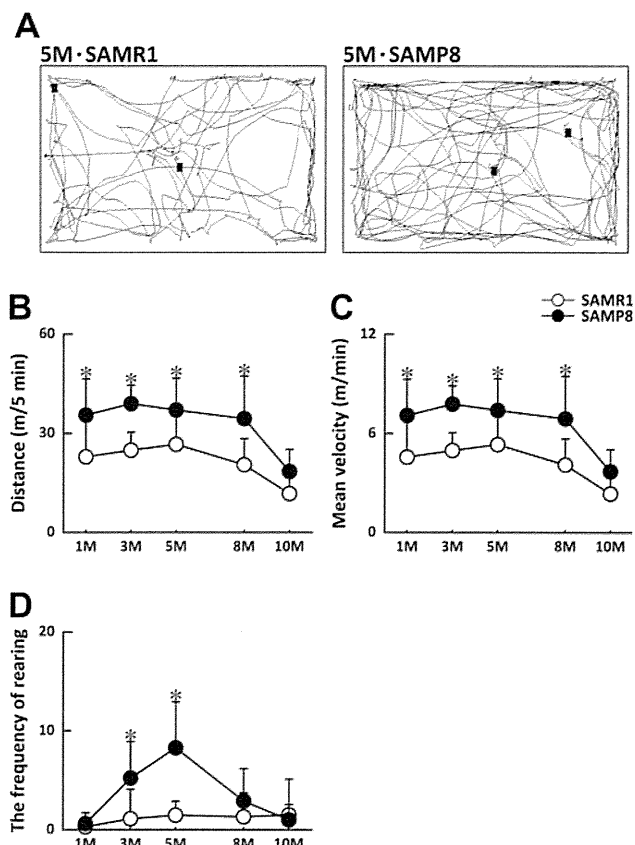 A
5M·SAMR1
5M·SAMP8
B
C
SAMR1
SAMP8
60
30
0
Distance (m/5 min)
* * * *
1M 3M 5M 8M 10M
12
6
0
Mean velocity (m/min)
* * * *
1M 3M 5M 8M 10M
D
20
10
0
The frequency of rearing
* *
1M 3M 5M 8M 10M